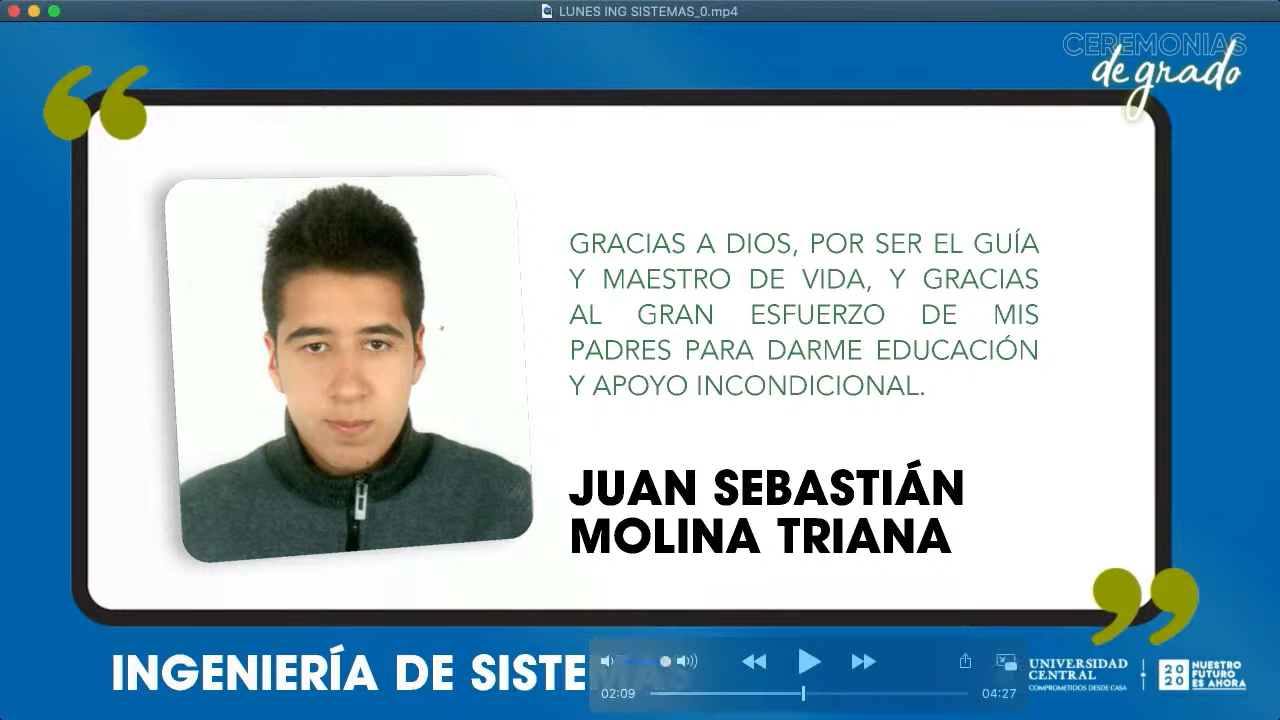 LUNES ING SISTEMAS_0.mp4
CEREMONIAS
de grado
GRACIAS A DIOS, POR SER EL GUÍA
Y MAESTRO DE VIDA, Y GRACIAS
AL GRAN ESFUERZO DE MIS
PADRES PARA DARME EDUCACIÓN
Y APOYO INCONDICIONAL.
JUAN SEBASTIÁN
MOLINA TRIANA
INGENIERÍA DE SISTEMAS
02:09
04:27
UNIVERSIDAD
CENTRAL
COMPROMETIDOS DESDE CASA
20
20
NUESTRO
FUTURO
ES AHORA